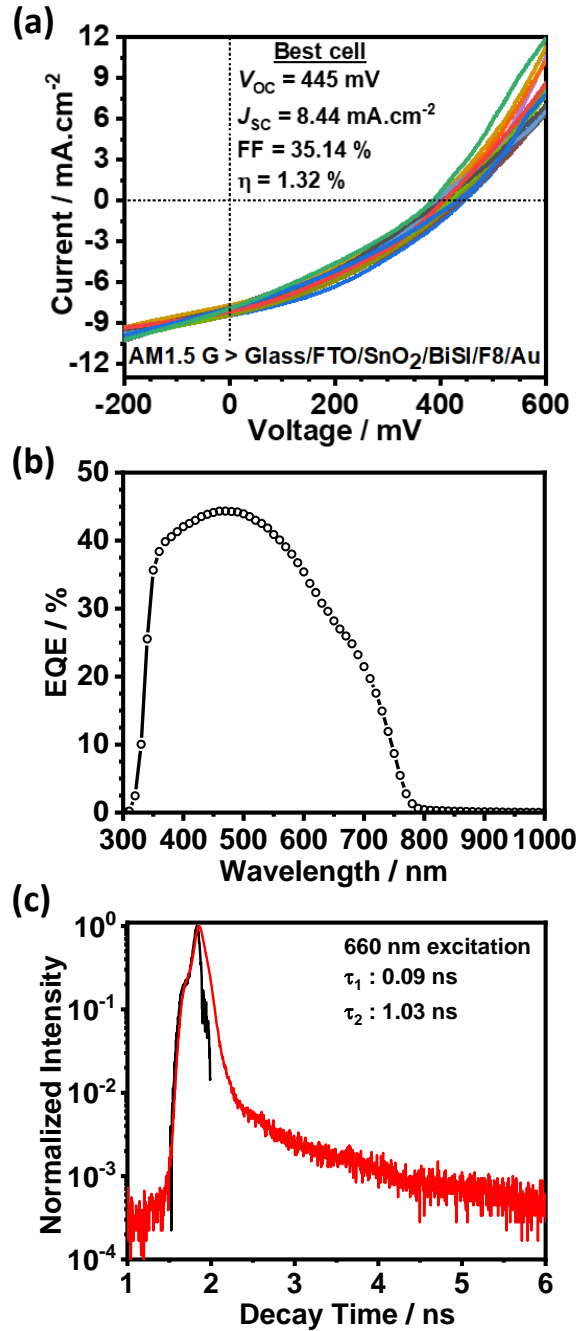 (a)
Best cell
V_OC = 445 mV
J_SC = 8.44 mA.cm⁻²
FF = 35.14 %
η = 1.32 %
Current / mA.cm⁻²
12
9
6
3
0
-3
-6
-9
-12
AM1.5 G > Glass/FTO/SnO₂/BiSI/F8/Au
-200 0 200 400 600
Voltage / mV
(b)
EQE / %
50
40
30
20
10
0
300 400 500 600 700 800 900 1000
Wavelength / nm
(c)
Normalized Intensity
10⁰
10⁻¹
10⁻²
10⁻³
10⁻⁴
660 nm excitation
τ₁ : 0.09 ns
τ₂ : 1.03 ns
1 2 3 4 5 6
Decay Time / ns